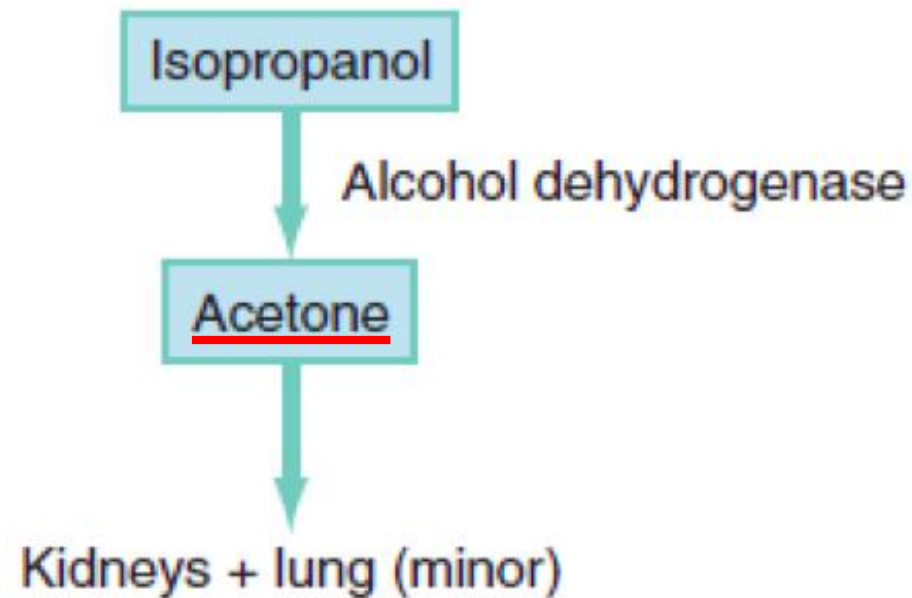 Isopropanol
Alcohol dehydrogenase
Acetone
Kidneys + lung (minor)